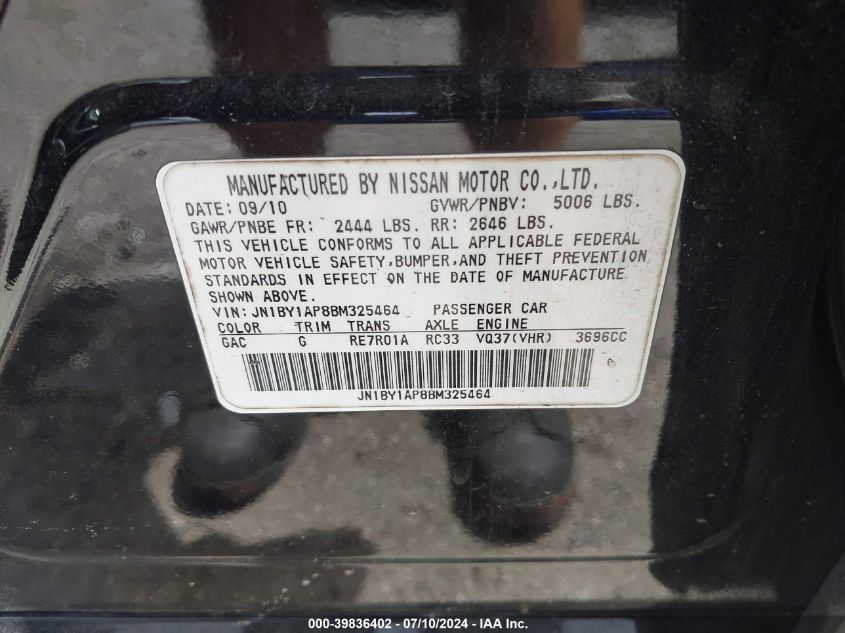 MANUFACTURED BY NISSAN MOTOR CO.,LTD.
DATE: 09/10 GVWR/PNBV: 5006 LBS.
GAWR/PNBE FR: 2444 LBS. RR: 2646 LBS.
THIS VEHICLE CONFORMS TO ALL APPLICABLE FEDERAL
MOTOR VEHICLE SAFETY,BUMPER,AND THEFT PREVENTION
STANDARDS IN EFFECT ON THE DATE OF MANUFACTURE
SHOWN ABOVE.
VIN: JN1BY1AP8BM325464 PASSENGER CAR
COLOR TRIM TRANS AXLE ENGINE
GAC G RE7R01A RC33 VQ37(VHR) 3696CC
JN1BY1AP8BM325464
000-39836402 - 07/10/2024 - IAA Inc.